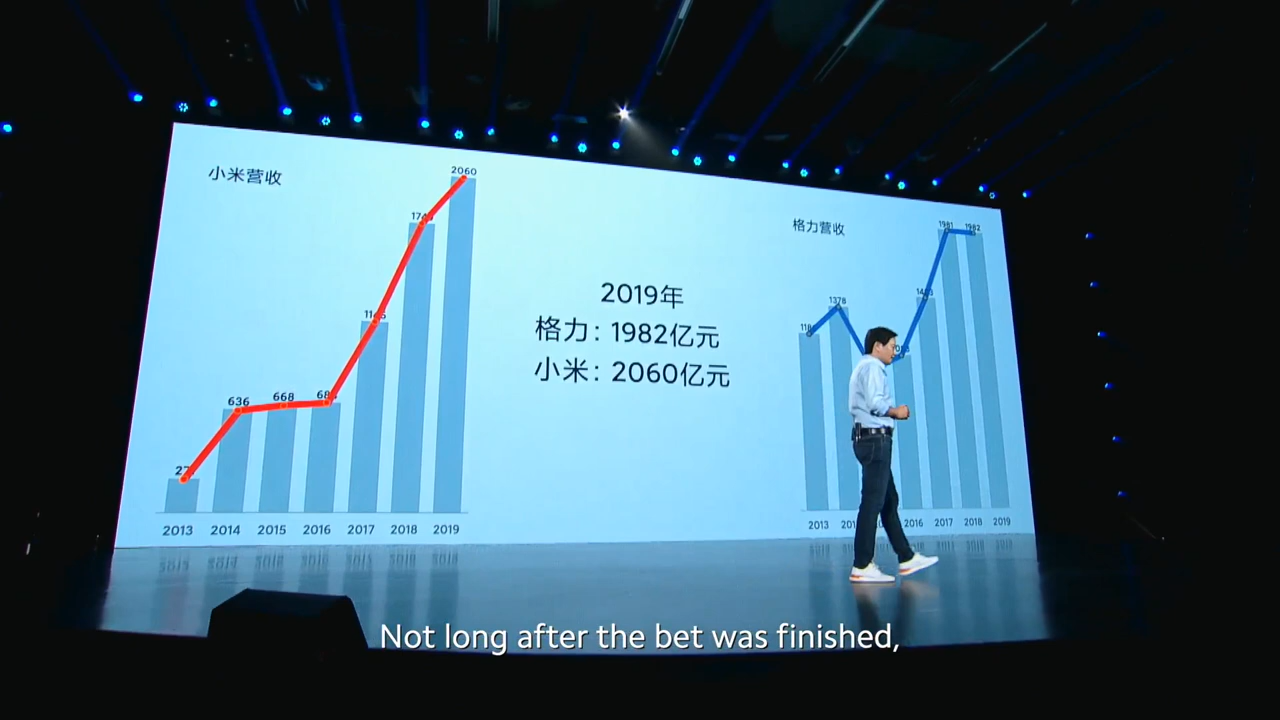 小米营收
2060
636
668
2013 2014 2015 2016 2017 2018 2019
2019年
格力: 1982亿元
小米: 2060亿元
格力营收
1981 1982
1378
2013
2016 2017 2018 2019
Not long after the bet was finished,